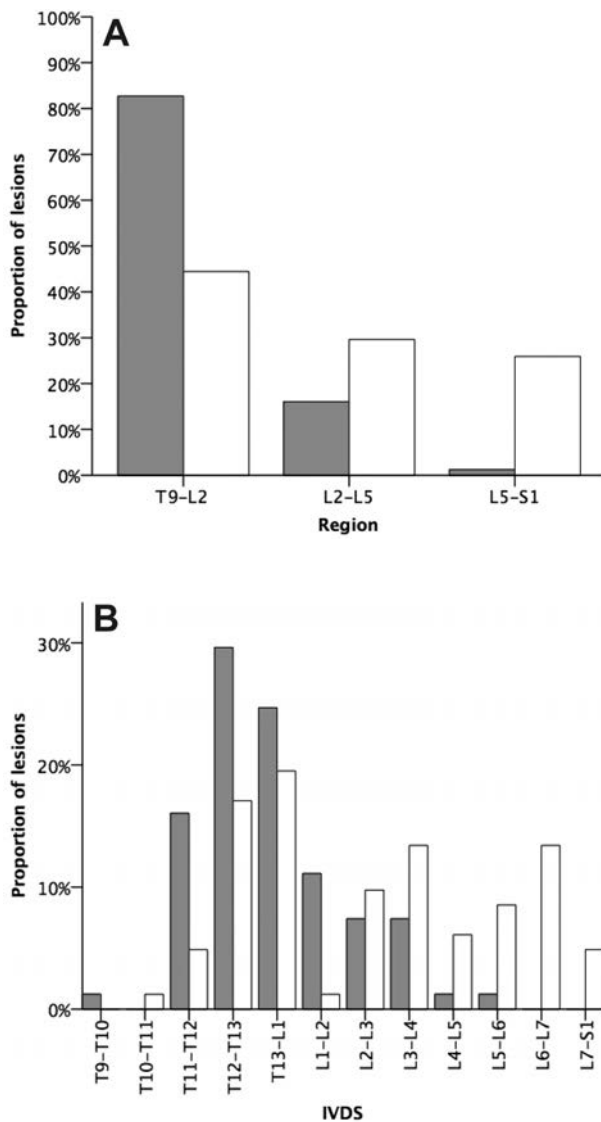 A
100%
90%
80%
70%
60%
50%
40%
30%
20%
10%
0%
Proportion of lesions
T9-L2 L2-L5 L5-S1
Region
B
30%
20%
10%
0%
Proportion of lesions
T9-T10
T10-T11
T11-T12
T12-T13
T13-L1
L1-L2
L2-L3
L3-L4
L4-L5
L5-L6
L6-L7
L7-S1
IVDS